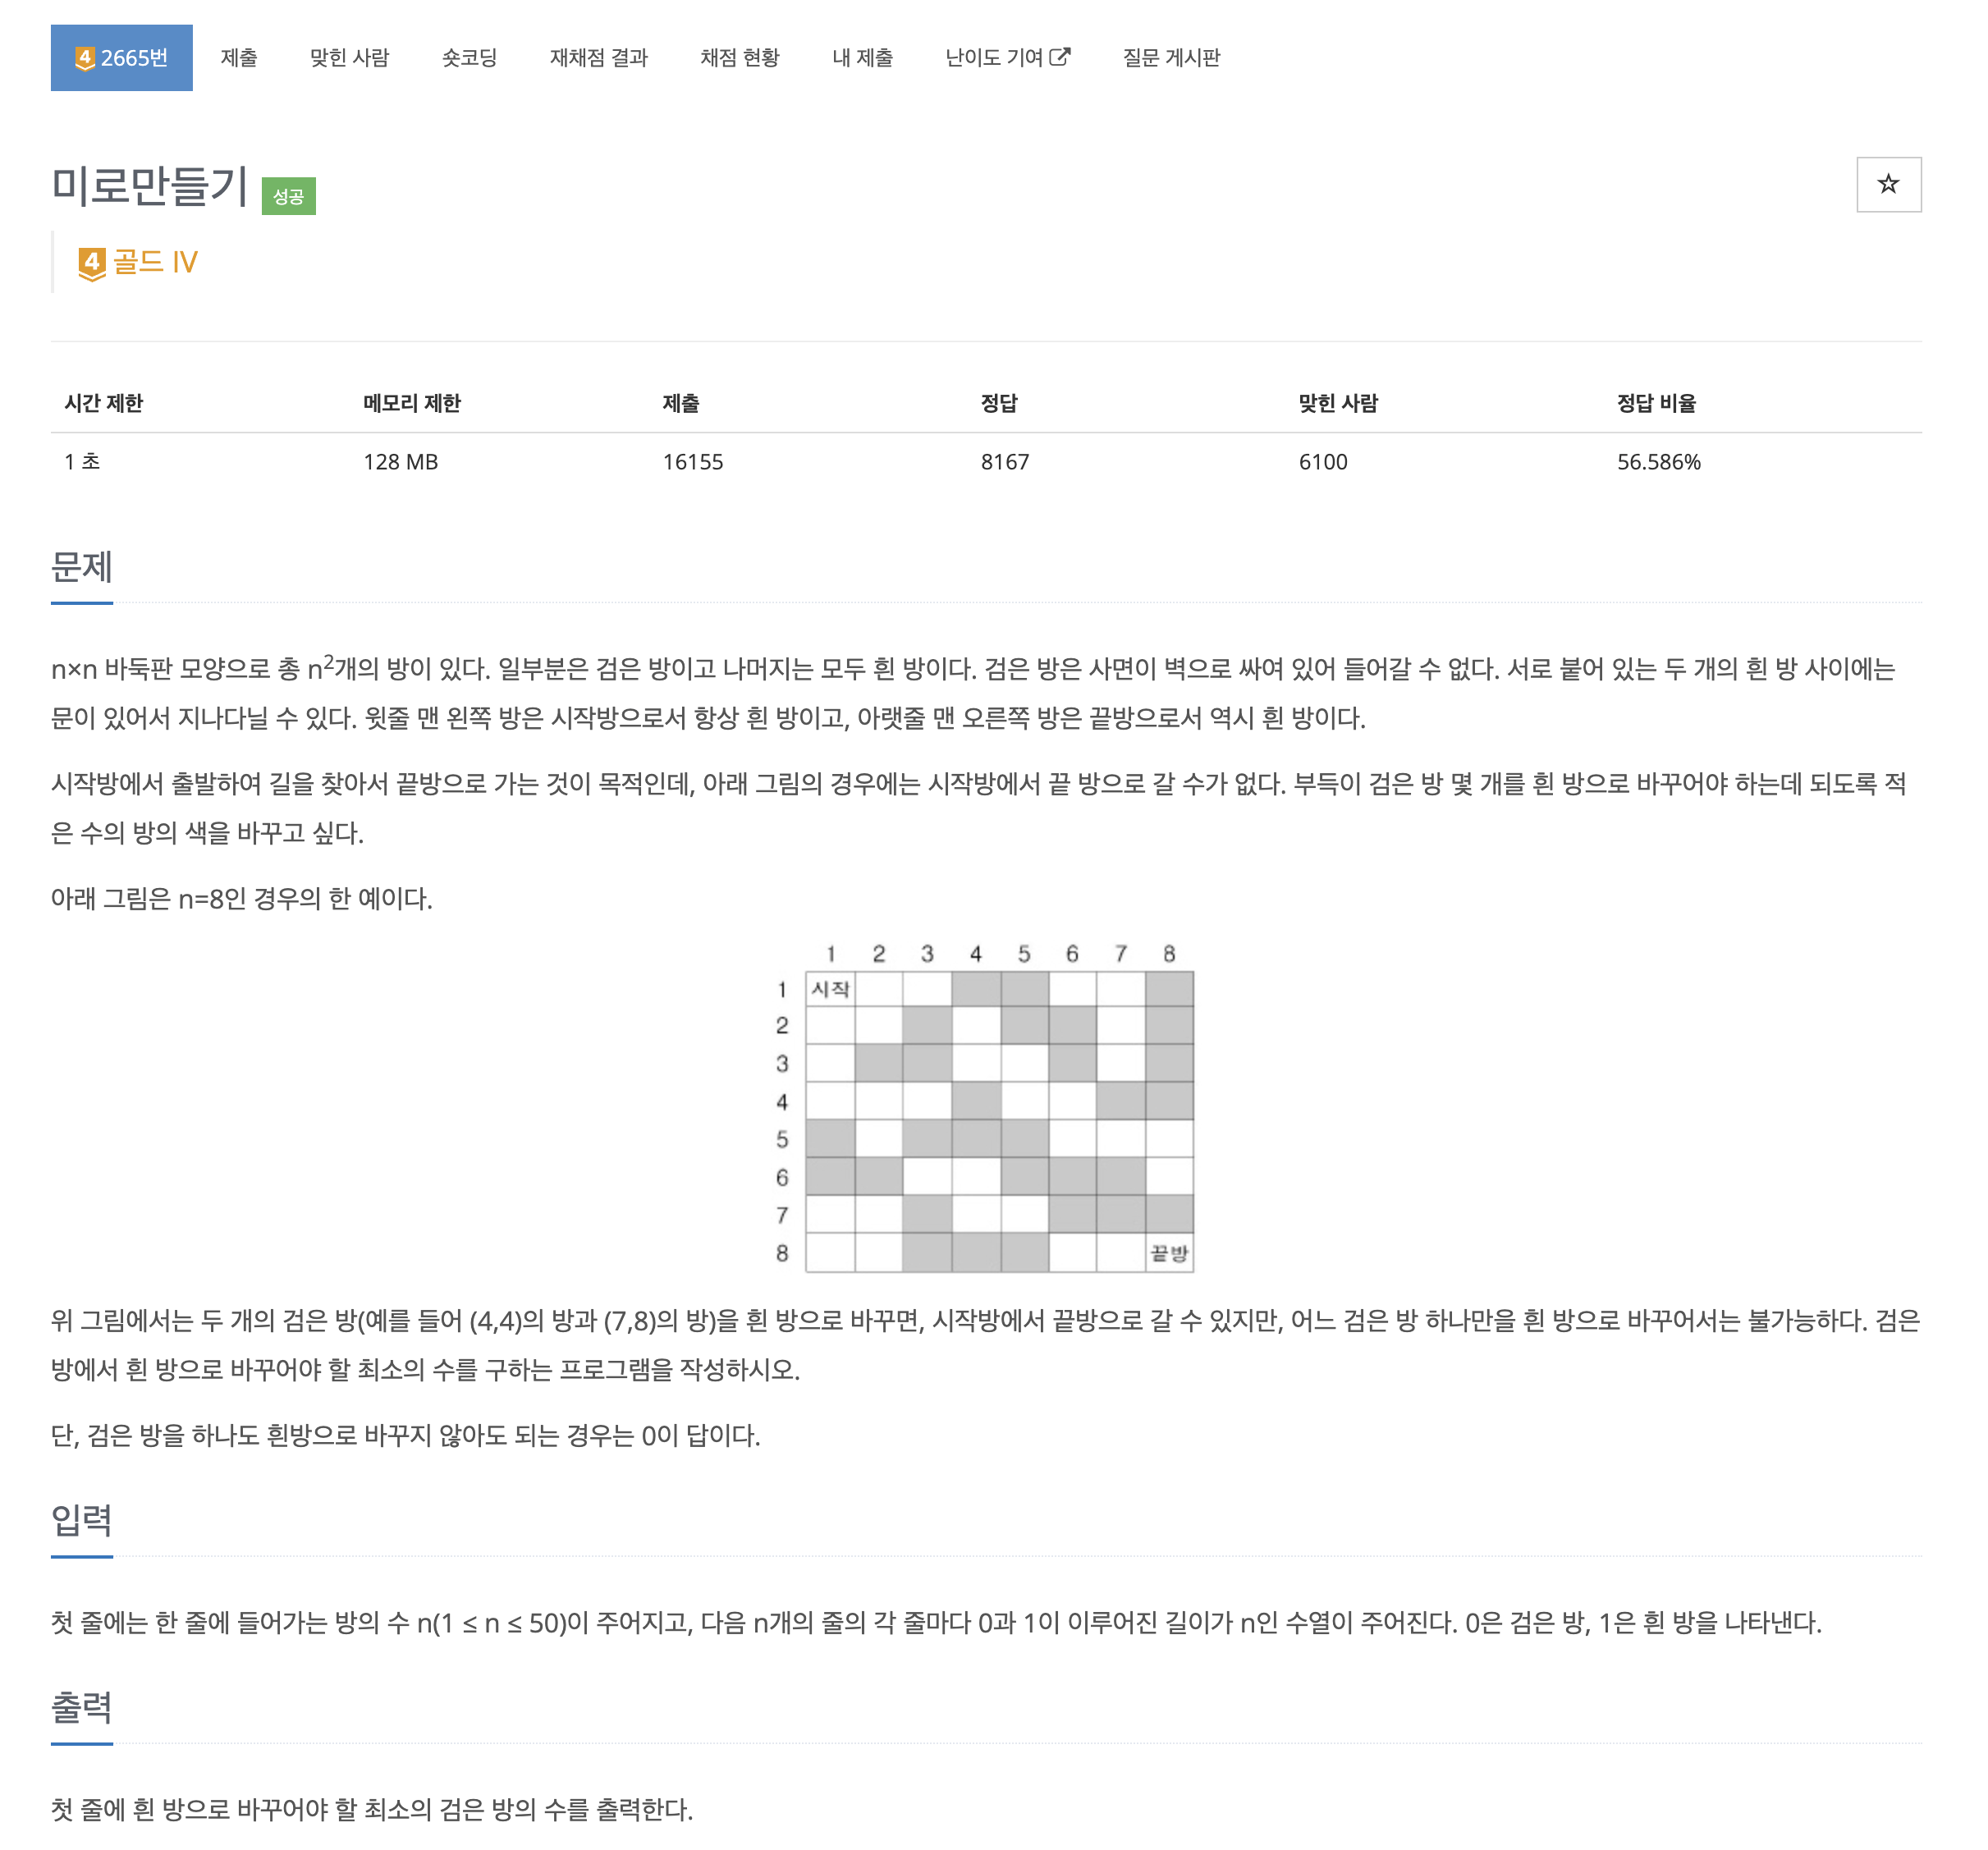 4 2665번 제출 맞힌 사람 숏코딩 재채점 결과 채점 현황 내 제출 난이도 기여 질문 게시판
미로만들기 성공
4 골드 IV
시간 제한 메모리 제한 제출 정답 맞힌 사람 정답 비율
1 초 128 MB 16155 8167 6100 56.586%
문제
n×n 바둑판 모양으로 총 n²개의 방이 있다. 일부분은 검은 방이고 나머지는 모두 흰 방이다. 검은 방은 사면이 벽으로 싸여 있어 들어갈 수 없다. 서로 붙어 있는 두 개의 흰 방 사이에는
문이 있어서 지나다닐 수 있다. 윗줄 맨 왼쪽 방은 시작방으로서 항상 흰 방이고, 아랫줄 맨 오른쪽 방은 끝방으로서 역시 흰 방이다.
시작방에서 출발하여 길을 찾아서 끝방으로 가는 것이 목적인데, 아래 그림의 경우에는 시작방에서 끝 방으로 갈 수가 없다. 부득이 검은 방 몇 개를 흰 방으로 바꾸어야 하는데 되도록 적
은 수의 방의 색을 바꾸고 싶다.
아래 그림은 n=8인 경우의 한 예이다.
1 2 3 4 5 6 7 8
1 시작
2
3
4
5
6
7
8 끝방
위 그림에서는 두 개의 검은 방(예를 들어 (4,4)의 방과 (7,8)의 방)을 흰 방으로 바꾸면, 시작방에서 끝방으로 갈 수 있지만, 어느 검은 방 하나만을 흰 방으로 바꾸어서는 불가능하다. 검은
방에서 흰 방으로 바꾸어야 할 최소의 수를 구하는 프로그램을 작성하시오.
단, 검은 방을 하나도 흰방으로 바꾸지 않아도 되는 경우는 0이 답이다.
입력
첫 줄에는 한 줄에 들어가는 방의 수 n(1 ≤ n ≤ 50)이 주어지고, 다음 n개의 줄의 각 줄마다 0과 1이 이루어진 길이가 n인 수열이 주어진다. 0은 검은 방, 1은 흰 방을 나타낸다.
출력
첫 줄에 흰 방으로 바꾸어야 할 최소의 검은 방의 수를 출력한다.